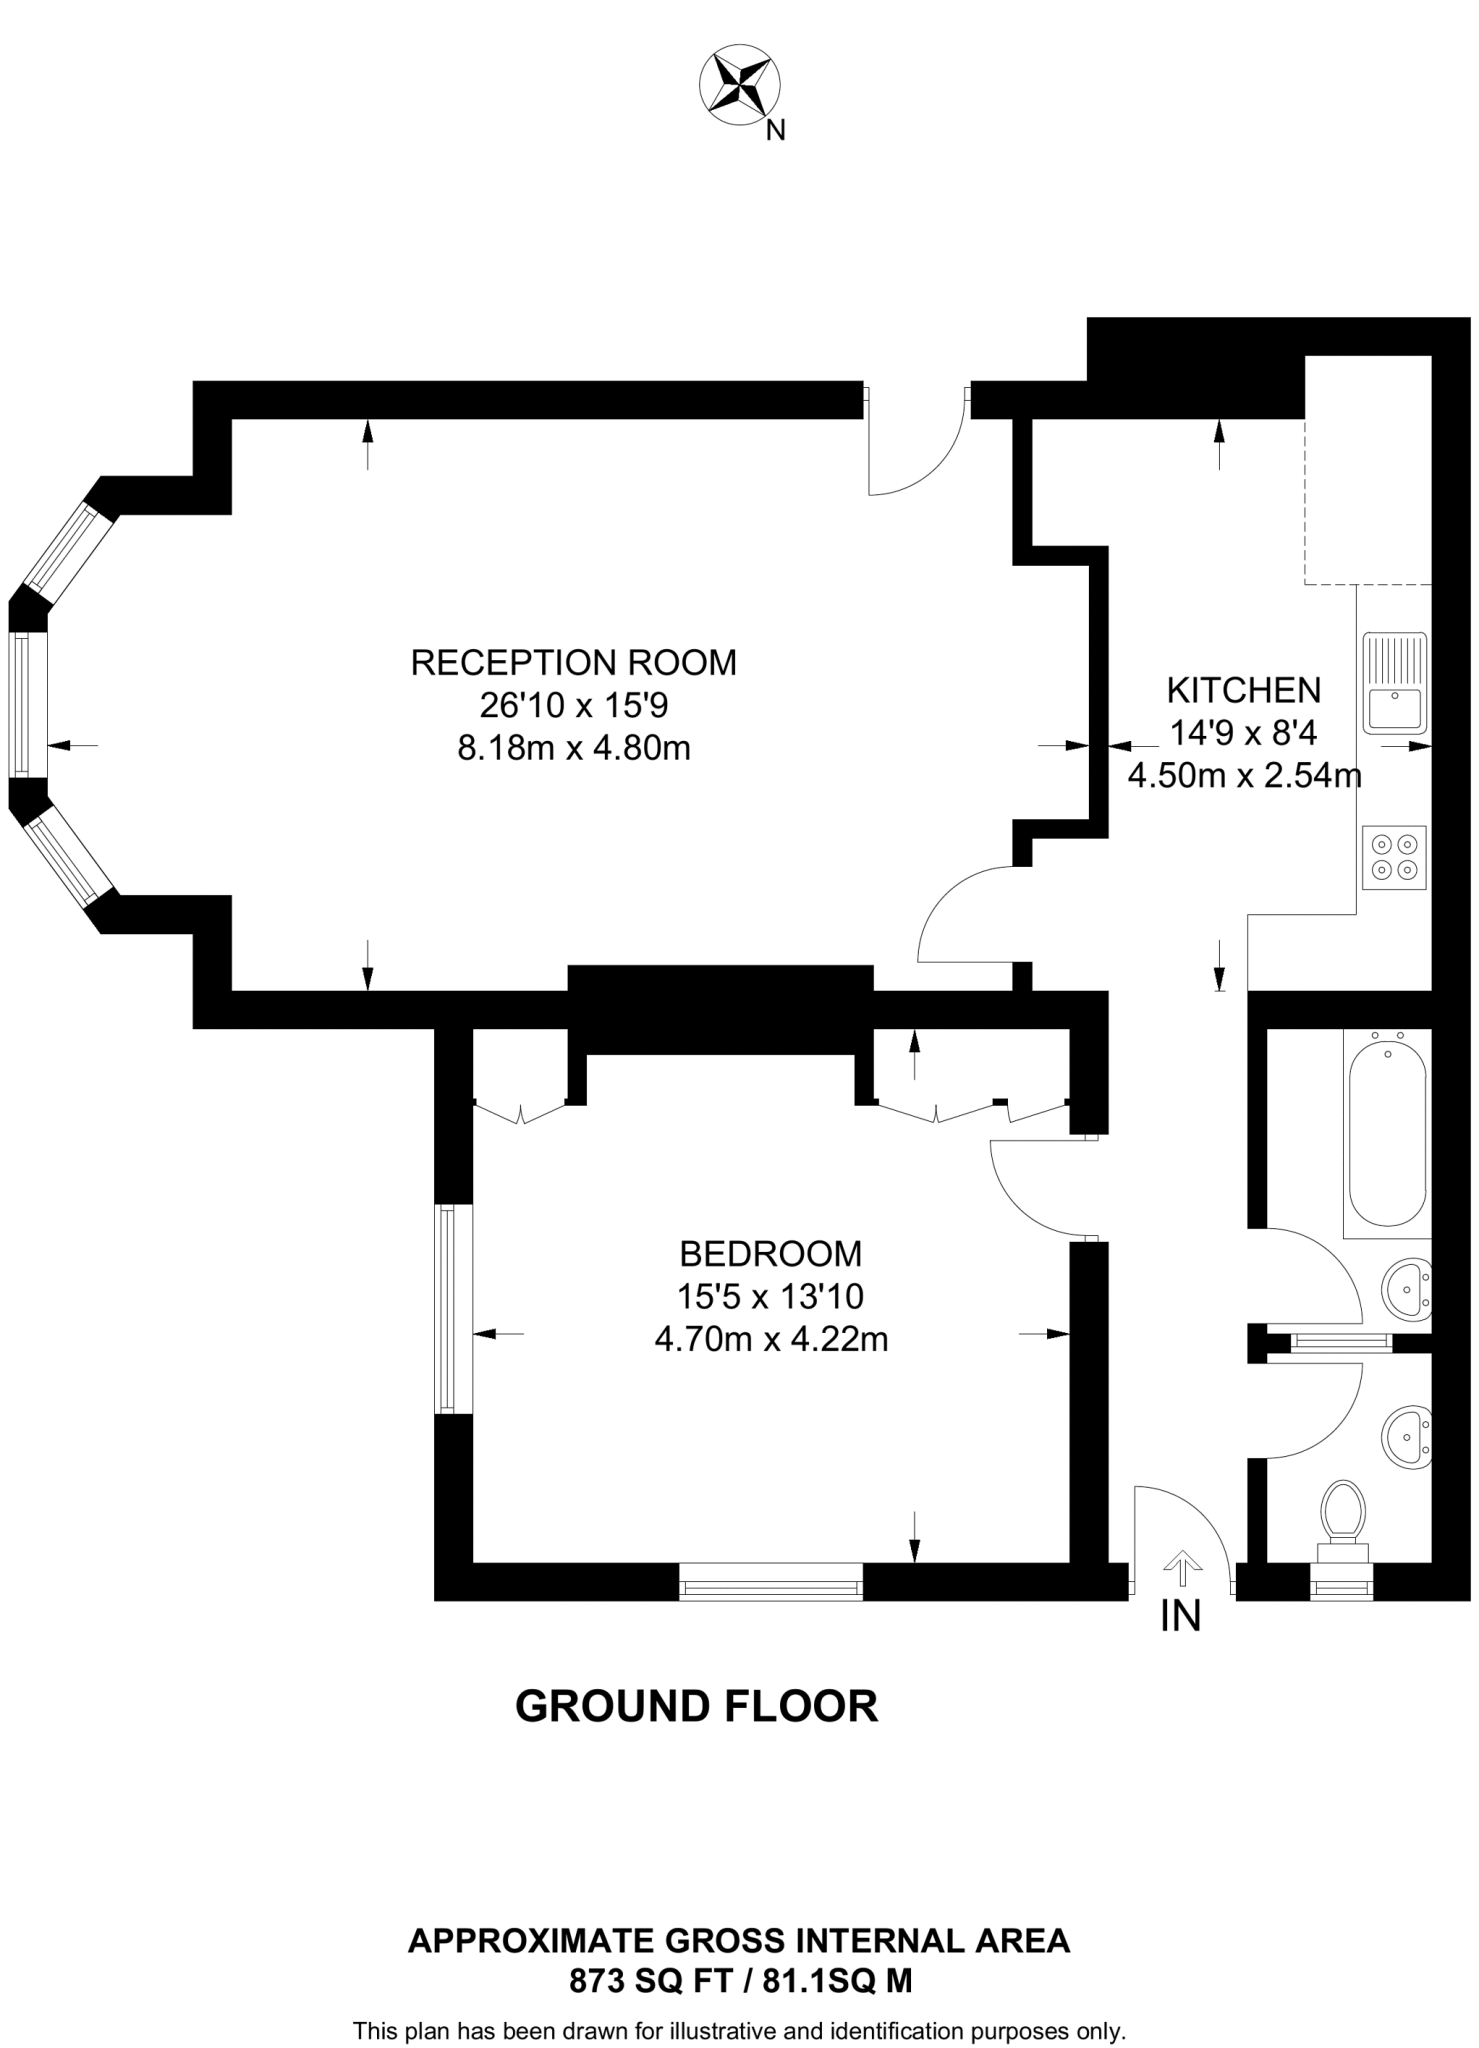 N
RECEPTION ROOM
26'10 x 15'9
8.18m x 4.80m
KITCHEN
14'9 x 8'4
4.50m x 2.54m
BEDROOM
15'5 x 13'10
4.70m x 4.22m
IN
GROUND FLOOR
APPROXIMATE GROSS INTERNAL AREA
873 SQ FT / 81.1SQ M
This plan has been drawn for illustrative and identification purposes only.